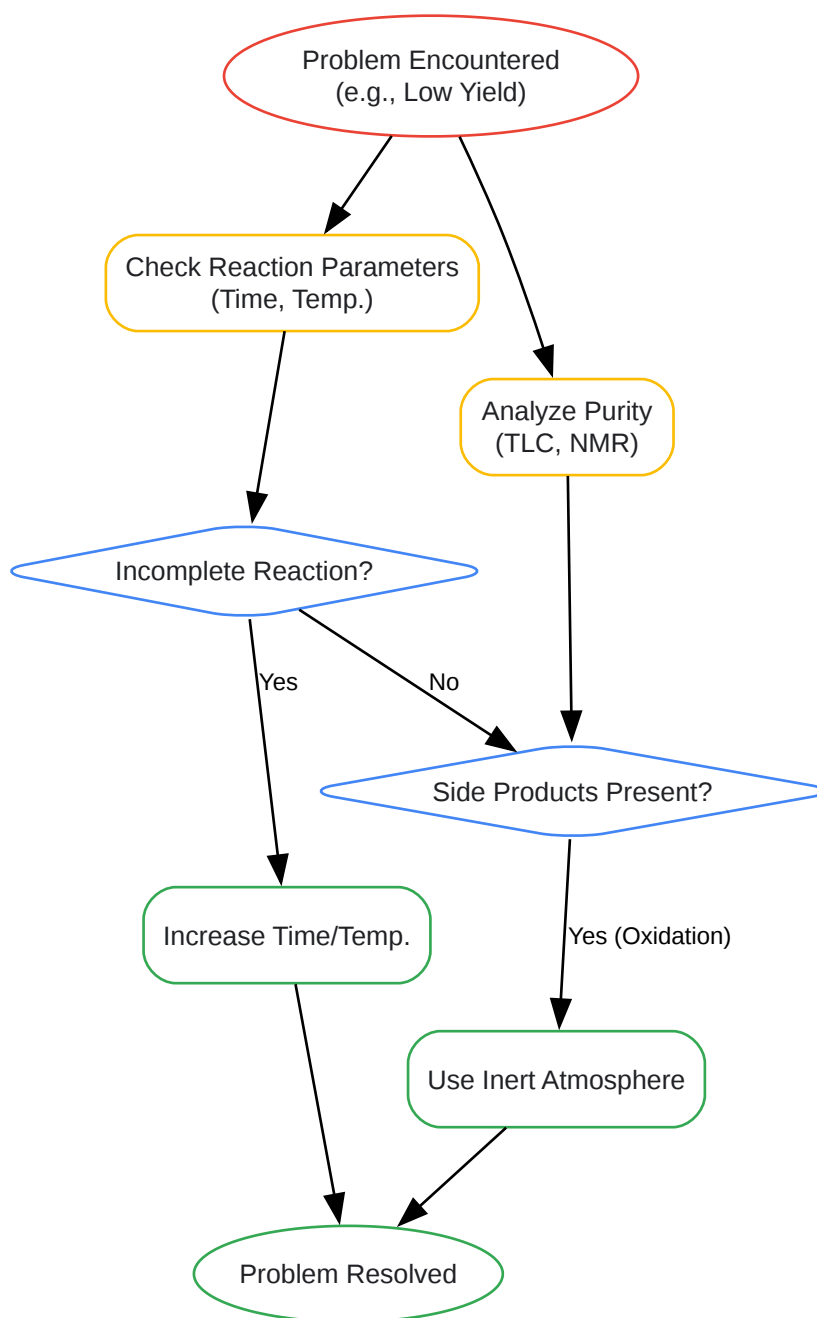 Problem Encountered
(e.g., Low Yield)
Check Reaction Parameters
(Time, Temp.)
Analyze Purity
(TLC, NMR)
Incomplete Reaction?
Yes
No
Side Products Present?
Increase Time/Temp.
Yes (Oxidation)
Use Inert Atmosphere
Problem Resolved